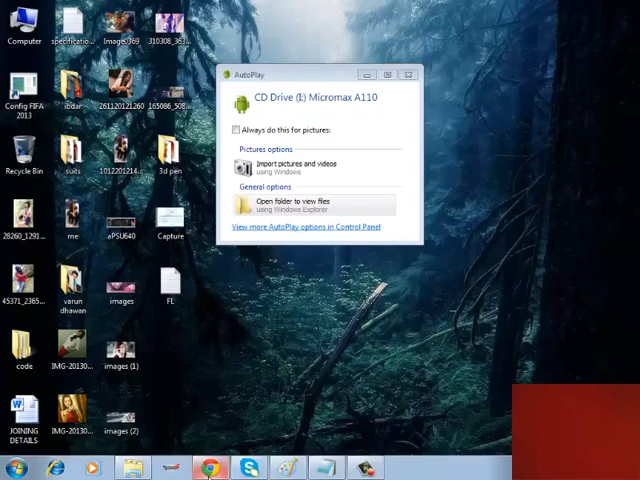 AutoPlay
CD Drive (I:) Micromax A110
Always do this for pictures:
Pictures options
Import pictures and videos
using Windows
General options
Open folder to view files
using Windows Explorer
View more AutoPlay options in Control Panel
Computer
specificatio...
Image0369
310308_363...
Config FIFA
2013
ibdar
261120121260
165086_508...
Recycle Bin
suits
1012201214...
3d pen
28260_1291...
me
aPSU640
Capture
45371_2365...
varun
dhawan
images
FL
code
IMG-20130...
images (1)
JOINING
DETAILS
IMG-20130...
images (2)